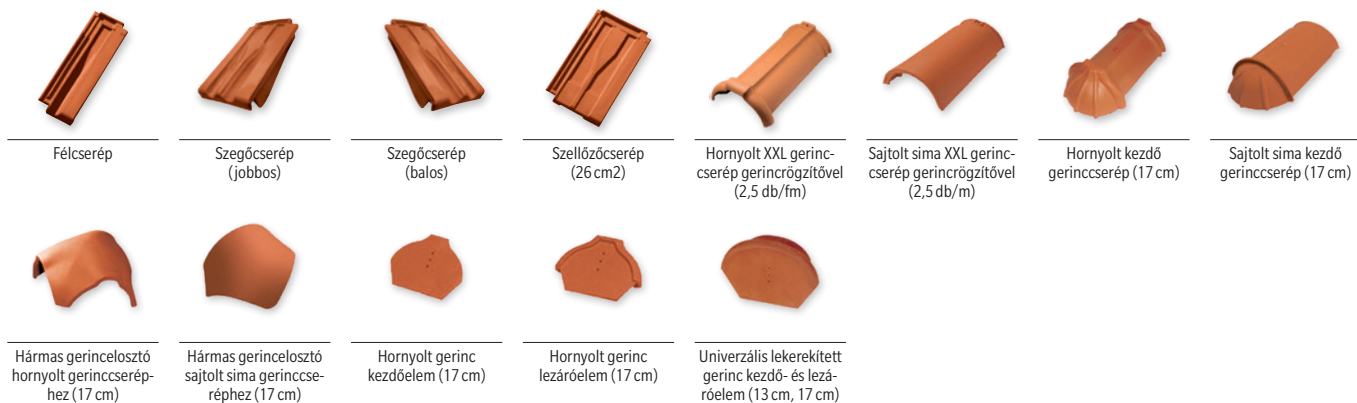 Félcserép
Szegőcserép
(jobbos)
Szegőcserép
(balos)
Szellőzőcserép
(26 cm2)
Hornyolt XXL gerinc-
cserép gerincrögzítővel
(2,5 db/fm)
Sajtolt sima XXL gerinc-
cserép gerincrögzítővel
(2,5 db/m)
Hornyolt kezdő
gerinccserép (17 cm)
Sajtolt sima kezdő
gerinccserép (17 cm)
Hármas gerincelosztó
hornyolt gerinccserép-
hez (17 cm)
Hármas gerincelosztó
sajtolt sima gerinccse-
réphez (17 cm)
Hornyolt gerinc
kezdőelem (17 cm)
Hornyolt gerinc
lezáróelem (17 cm)
Univerzális lekerekített
gerinc kezdő- és lezá-
róelem (13 cm, 17 cm)